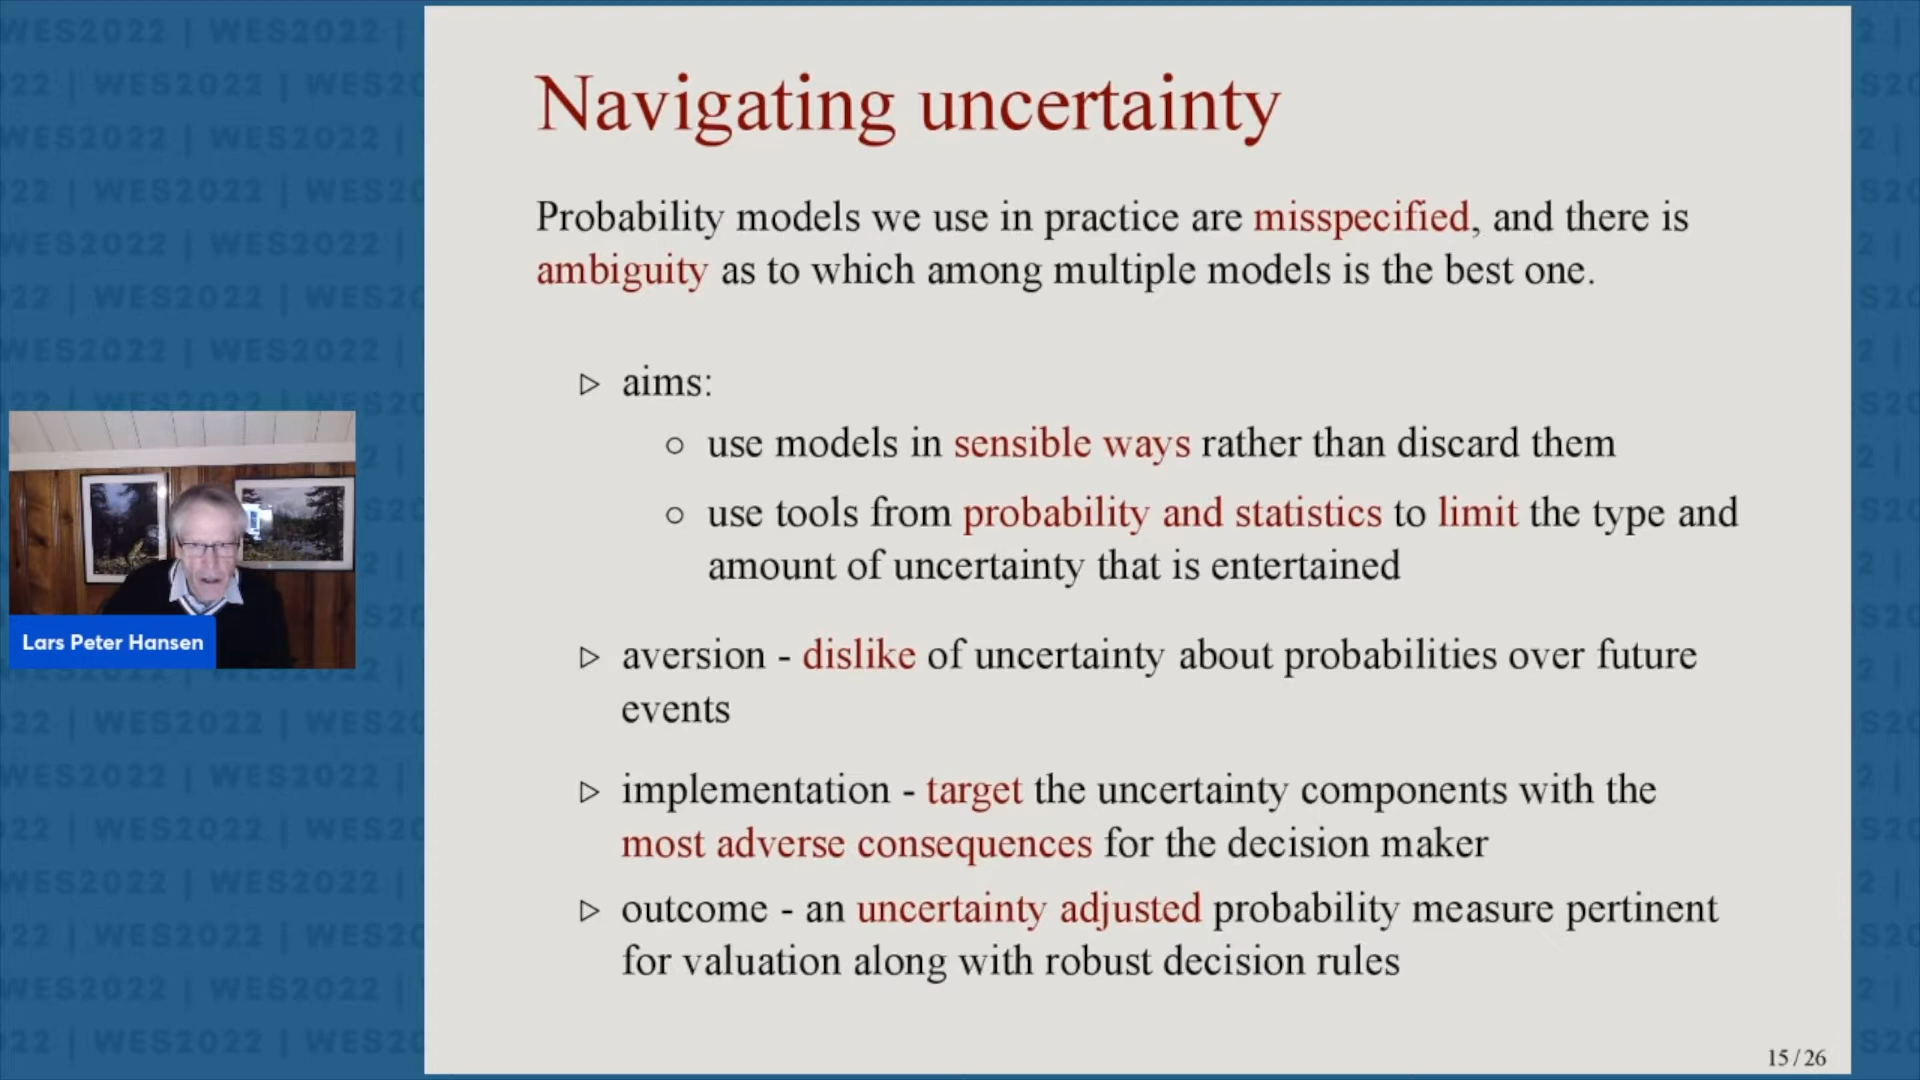 Navigating uncertainty
Probability models we use in practice are misspecified, and there is
ambiguity as to which among multiple models is the best one.
▷ aims:
○ use models in sensible ways rather than discard them
○ use tools from probability and statistics to limit the type and
amount of uncertainty that is entertained
▷ aversion - dislike of uncertainty about probabilities over future
events
▷ implementation - target the uncertainty components with the
most adverse consequences for the decision maker
▷ outcome - an uncertainty adjusted probability measure pertinent
for valuation along with robust decision rules
15/26
Lars Peter Hansen
WES2022 | WES2022 |
22 | WES2022 | WES20